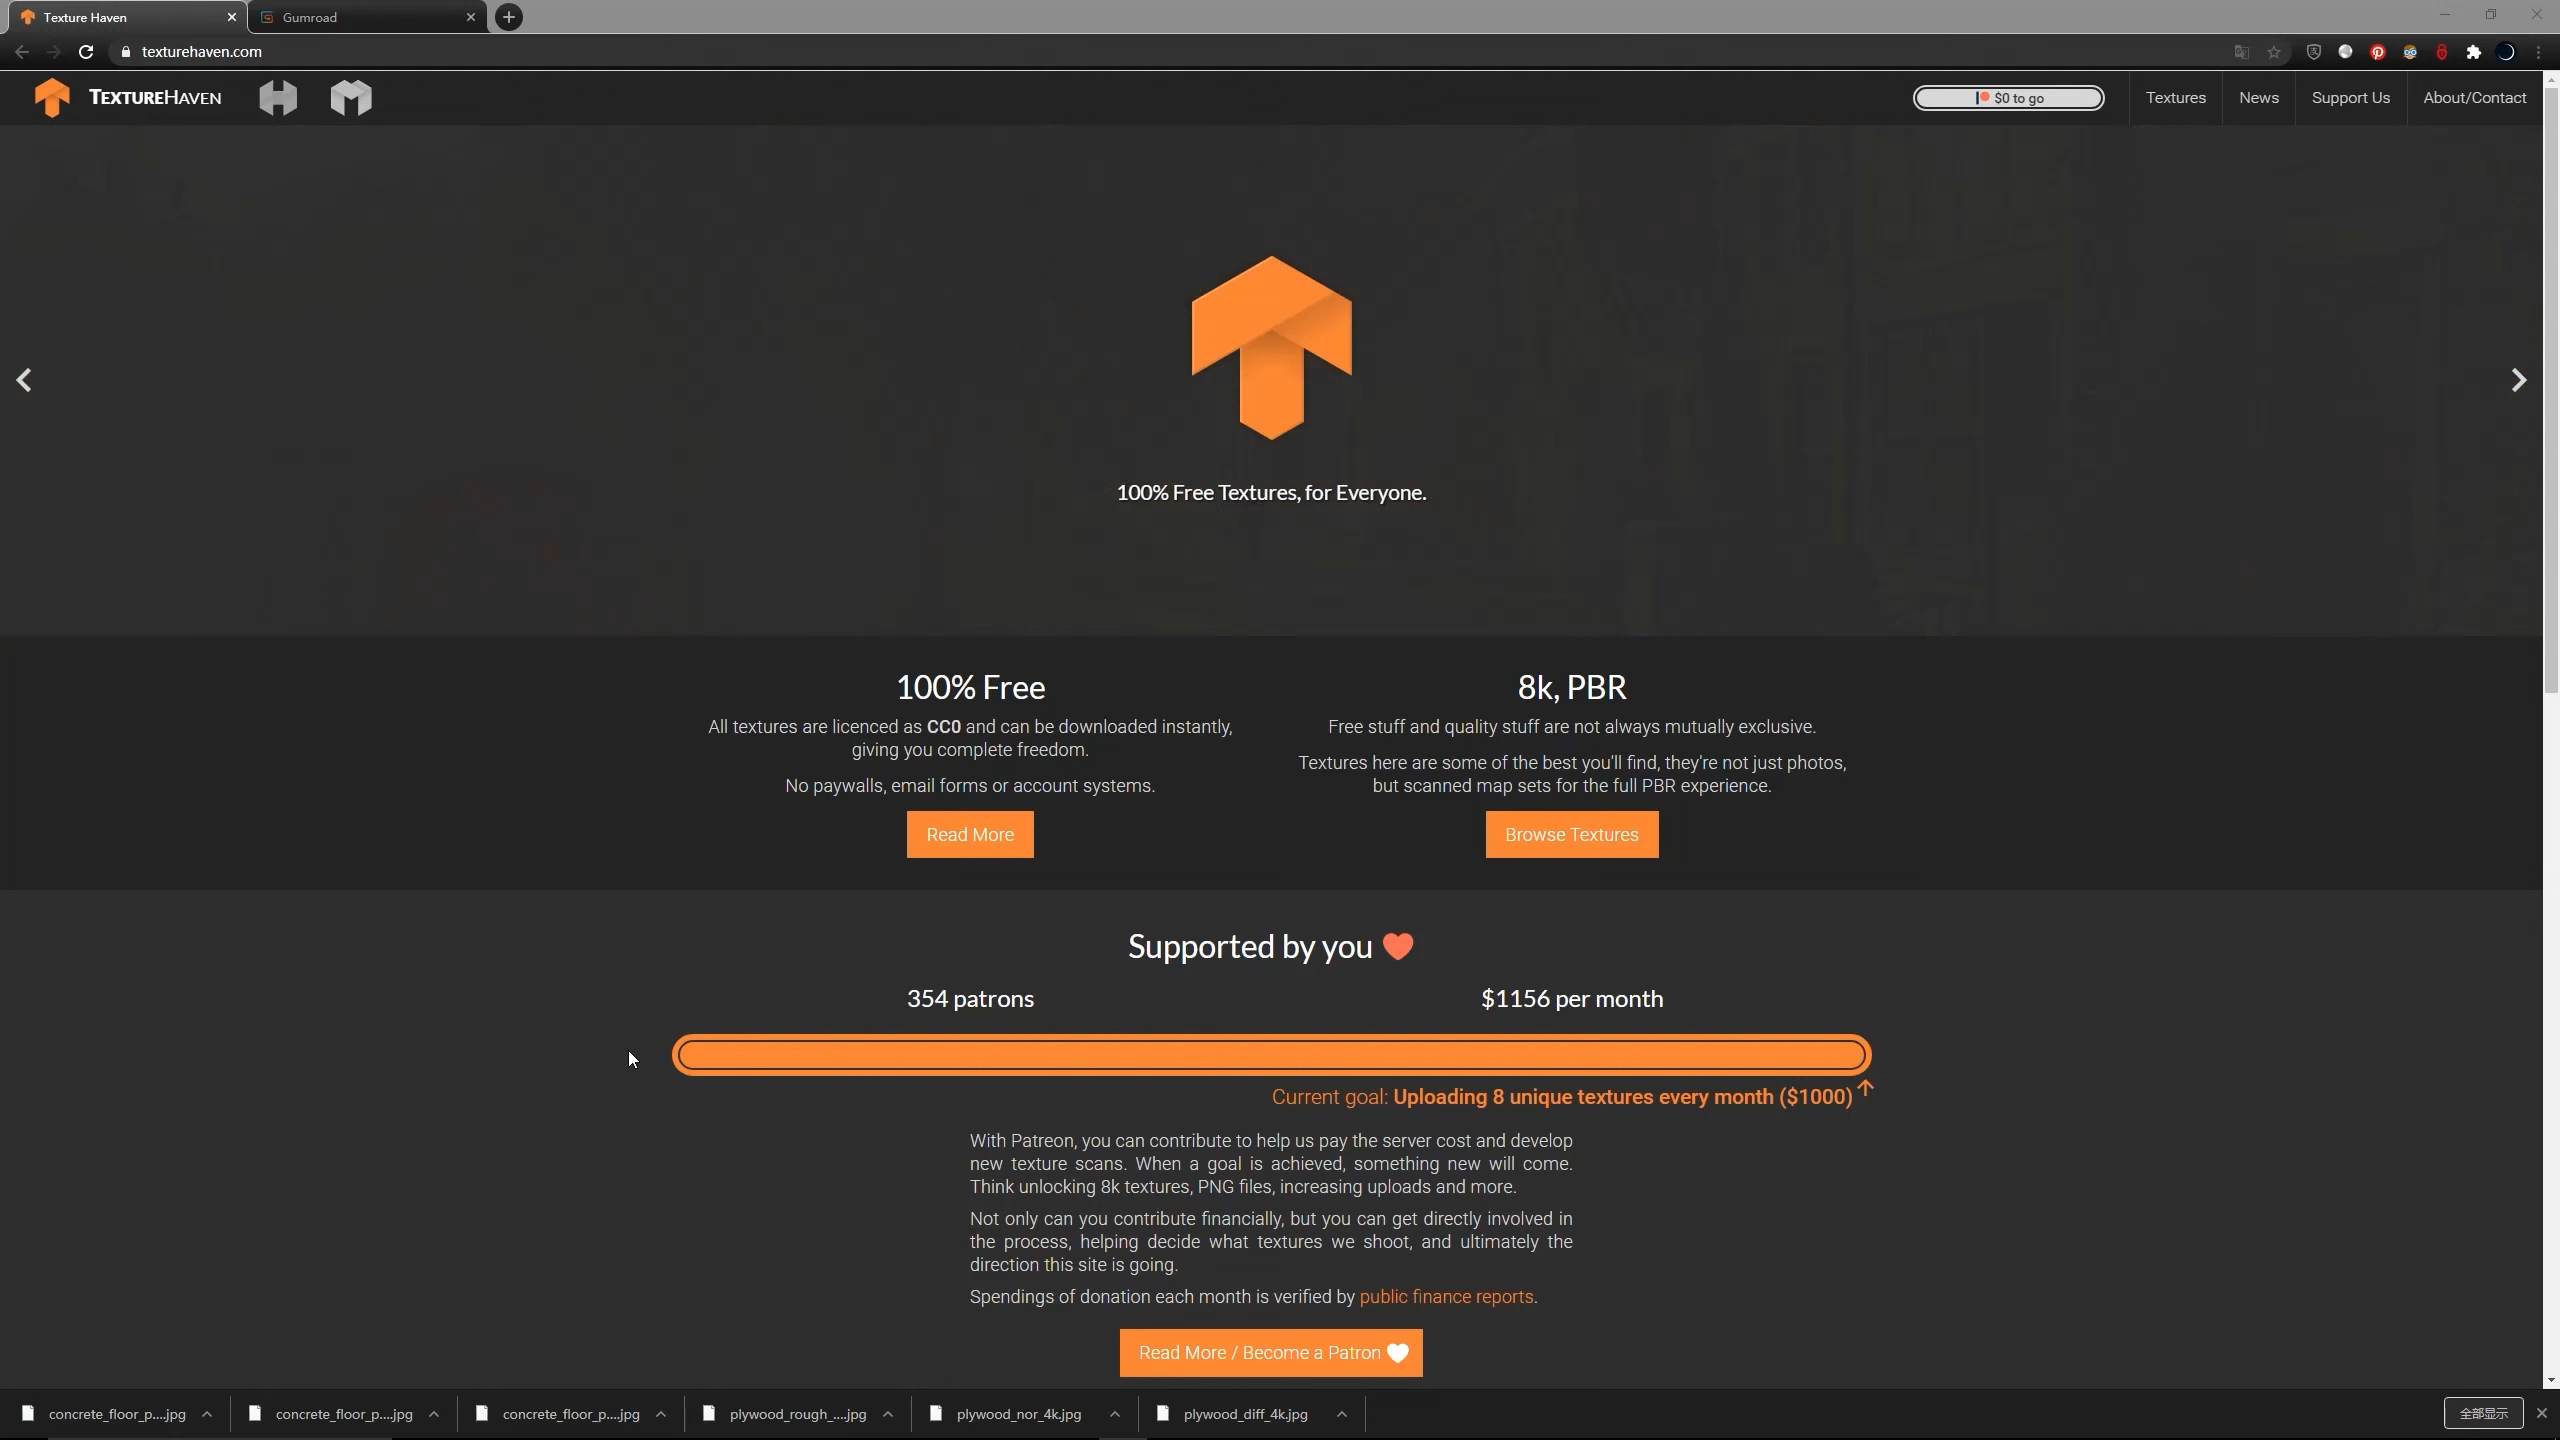 Texture Haven
Gumroad
texturehaven.com
TEXTUREHAVEN
$0 to go
Textures
News
Support Us
About/Contact
100% Free Textures, for Everyone.
100% Free
All textures are licenced as CC0 and can be downloaded instantly,
giving you complete freedom.
No paywalls, email forms or account systems.
Read More
8k, PBR
Free stuff and quality stuff are not always mutually exclusive.
Textures here are some of the best you'll find, they're not just photos,
but scanned map sets for the full PBR experience.
Browse Textures
Supported by you
354 patrons
$1156 per month
Current goal: Uploading 8 unique textures every month ($1000)
With Patreon, you can contribute to help us pay the server cost and develop
new texture scans. When a goal is achieved, something new will come.
Think unlocking 8k textures, PNG files, increasing uploads and more.
Not only can you contribute financially, but you can get directly involved in
the process, helping decide what textures we shoot, and ultimately the
direction this site is going.
Spendings of donation each month is verified by public finance reports.
Read More / Become a Patron
concrete_floor_p....jpg
concrete_floor_p....jpg
concrete_floor_p....jpg
plywood_rough_....jpg
plywood_nor_4k.jpg
plywood_diff_4k.jpg
全部显示